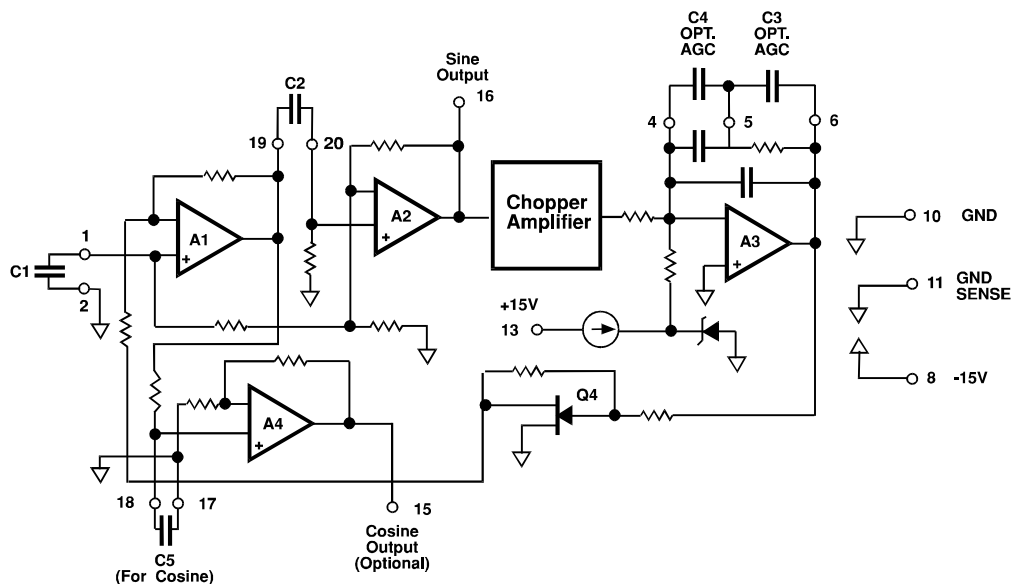 C4
OPT.
AGC
C3
OPT.
AGC
Sine
Output
16
C2
19
20
4
5
6
A1
+
A2
+
Chopper
Amplifier
A3
+
1
C1
2
10 GND
11 GND
SENSE
8 -15V
+15V
13
Q4
A4
+
18
17
15
Cosine
Output
(Optional)
C5
(For Cosine)